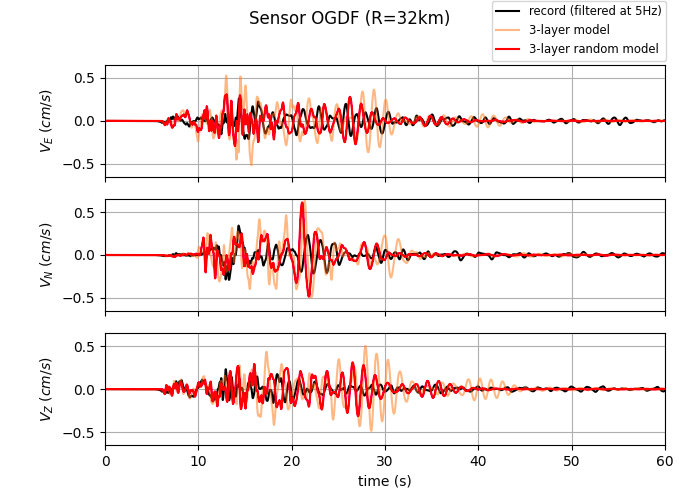 Sensor OGDF (R=32km)
record (filtered at 5Hz)
3-layer model
3-layer random model
V_E (cm/s)
0.5
0.0
−0.5
V_N (cm/s)
0.5
0.0
−0.5
V_Z (cm/s)
0.5
0.0
−0.5
0 10 20 30 40 50 60
time (s)